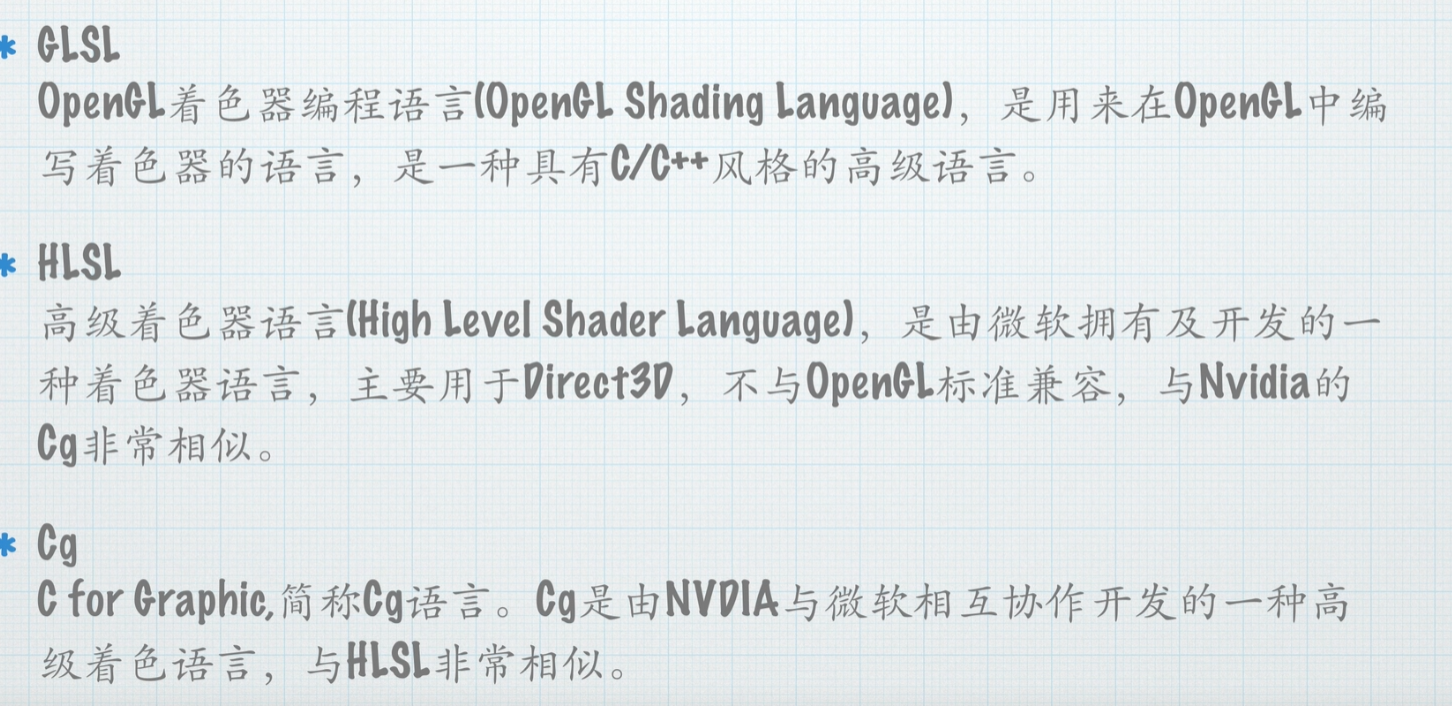 * GLSL
OpenGL着色器编程语言(OpenGL Shading Language)，是用来在OpenGL中编
写着色器的语言，是一种具有C/C++风格的高级语言。
* HLSL
高级着色器语言(High Level Shader Language)，是由微软拥有及开发的一
种着色器语言，主要用于Direct3D，不与OpenGL标准兼容，与Nvidia的
Cg非常相似。
* Cg
C for Graphic,简称Cg语言。Cg是由NVDIA与微软相互协作开发的一种高
级着色语言，与HLSL非常相似。